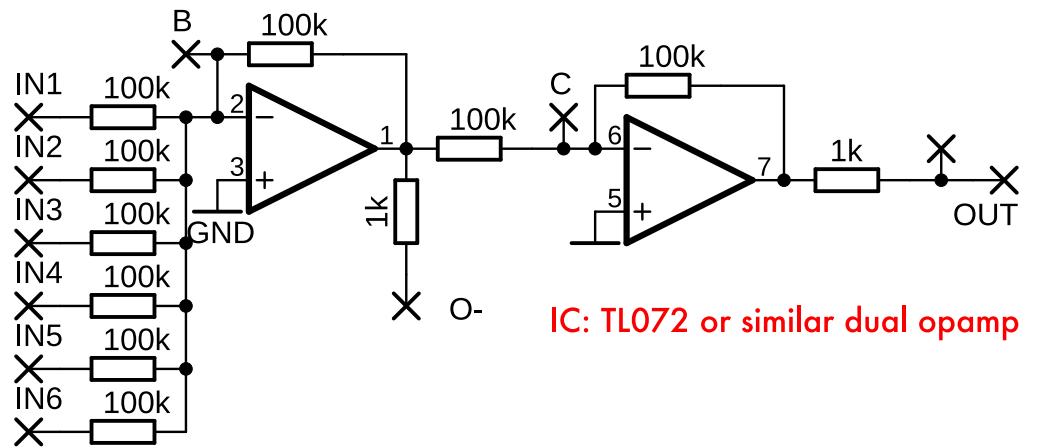 B
100k
IN1
100k
IN2
100k
IN3
100k
IN4
100k
IN5
100k
IN6
100k
2
3
1
GND
1k
O-
100k
C
100k
6
5
7
1k
OUT
IC: TL072 or similar dual opamp